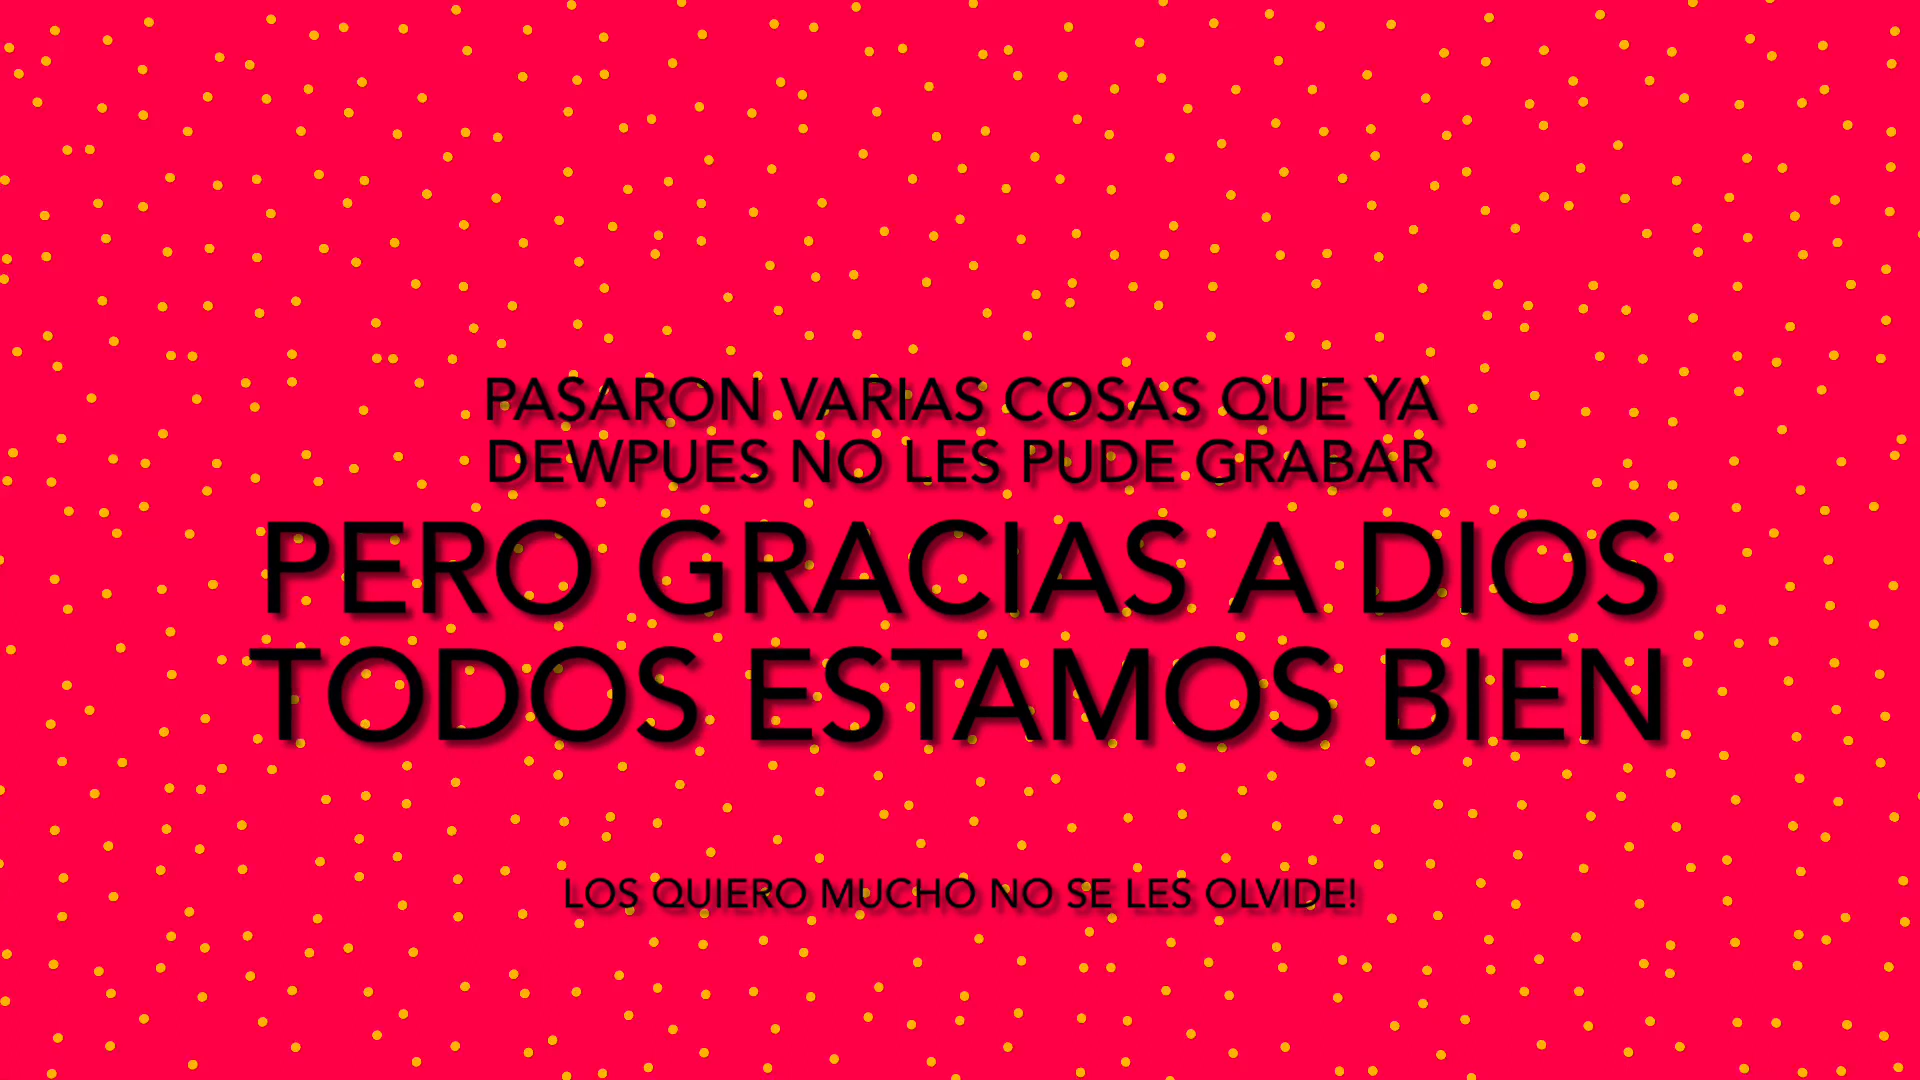 PASARON VARIAS COSAS QUE YA
DEWPUES NO LES PUDE GRABAR
PERO GRACIAS A DIOS
TODOS ESTAMOS BIEN
LOS QUIERO MUCHO NO SE LES OLVIDE!